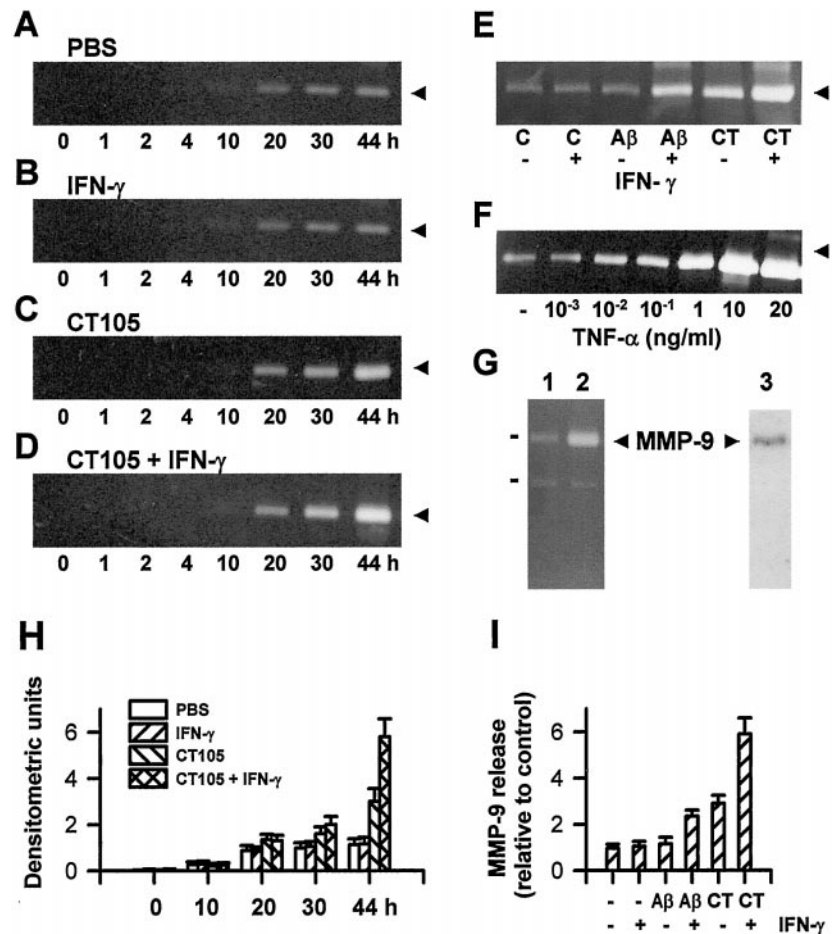 A
PBS
0 1 2 4 10 20 30 44 h
B
IFN-γ
0 1 2 4 10 20 30 44 h
C
CT105
0 1 2 4 10 20 30 44 h
D
CT105 + IFN-γ
0 1 2 4 10 20 30 44 h
E
C C Aβ Aβ CT CT
- + - + - +
IFN- γ
F
- 10⁻³ 10⁻² 10⁻¹ 1 10 20
TNF-α (ng/ml)
G
1 2 3
- ◄ MMP-9 ►
-
H
Densitometric units
6
4
2
0
PBS
IFN-γ
CT105
CT105 + IFN-γ
0 10 20 30 44 h
I
MMP-9 release
(relative to control)
6
4
2
0
- - Aβ Aβ CT CT
- + - + - + IFN-γ